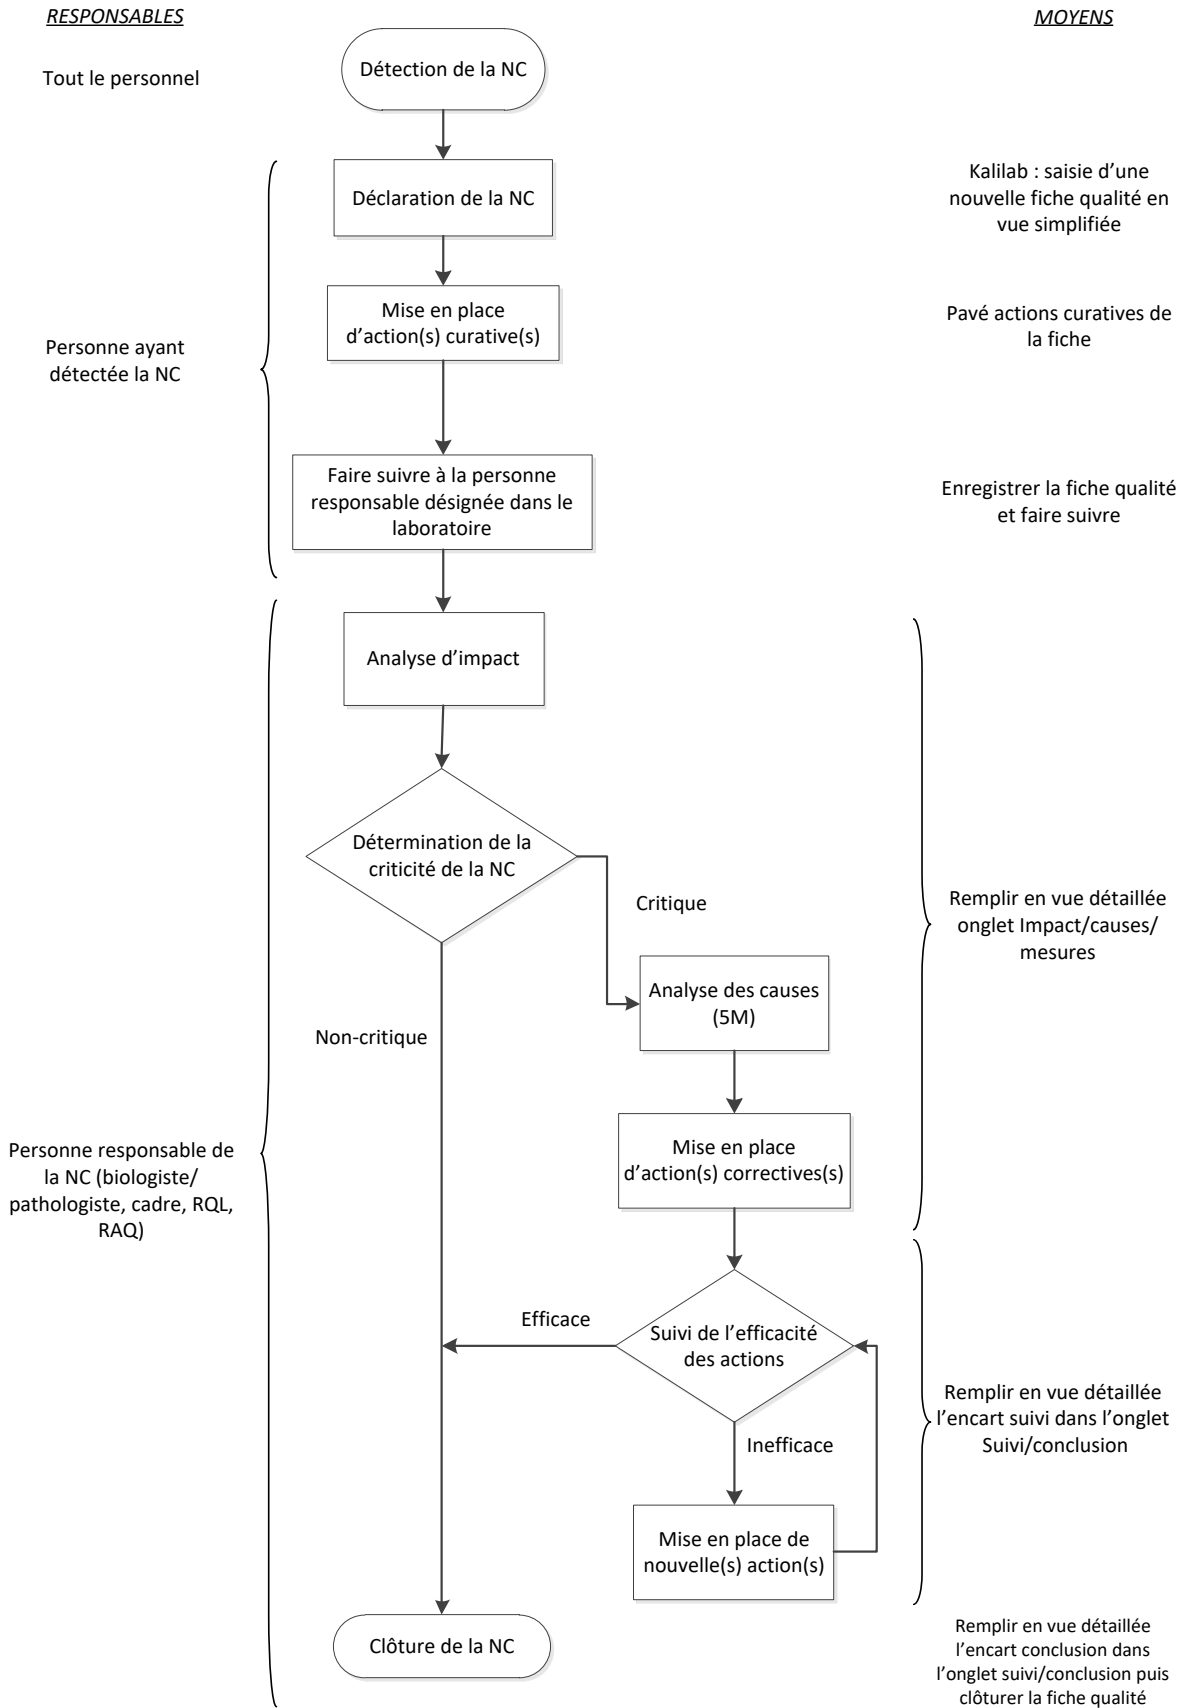 RESPONSABLES
MOYENS
Tout le personnel
Détection de la NC
Déclaration de la NC
Kalilab : saisie d’une
nouvelle fiche qualité en
vue simplifiée
Mise en place
d’action(s) curative(s)
Pavé actions curatives de
la fiche
Personne ayant
détectée la NC
Faire suivre à la personne
responsable désignée dans le
laboratoire
Enregistrer la fiche qualité
et faire suivre
Analyse d’impact
Détermination de la
criticité de la NC
Critique
Remplir en vue détaillée
onglet Impact/causes/
mesures
Analyse des causes
(5M)
Non-critique
Mise en place
d’action(s) correctives(s)
Personne responsable de
la NC (biologiste/
pathologiste, cadre, RQL,
RAQ)
Efficace
Suivi de l’efficacité
des actions
Remplir en vue détaillée
l’encart suivi dans l’onglet
Suivi/conclusion
Inefficace
Mise en place de
nouvelle(s) action(s)
Clôture de la NC
Remplir en vue détaillée
l’encart conclusion dans
l’onglet suivi/conclusion puis
clôturer la fiche qualité